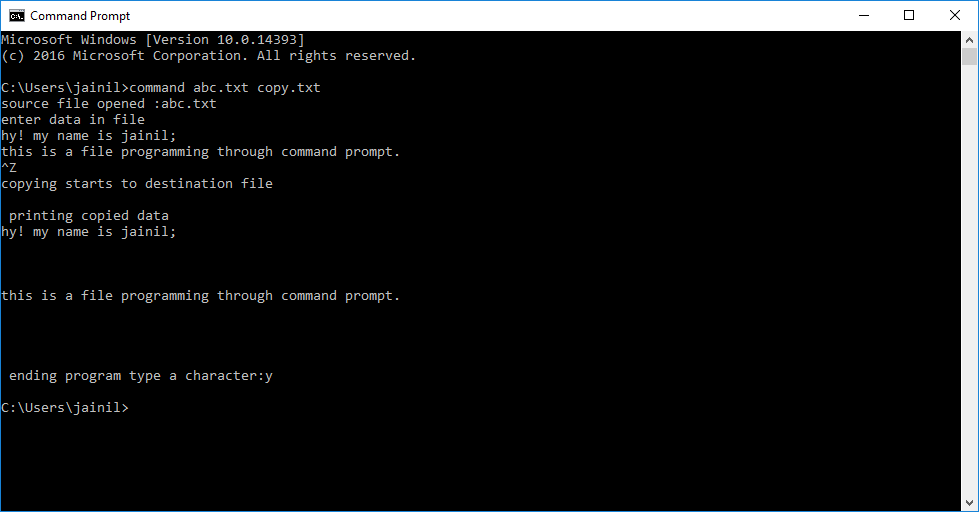 Command Prompt
Microsoft Windows [Version 10.0.14393]
(c) 2016 Microsoft Corporation. All rights reserved.
C:\Users\jainil>command abc.txt copy.txt
source file opened :abc.txt
enter data in file
hy! my name is jainil;
this is a file programming through command prompt.
^Z
copying starts to destination file
printing copied data
hy! my name is jainil;
this is a file programming through command prompt.
ending program type a character:y
C:\Users\jainil>